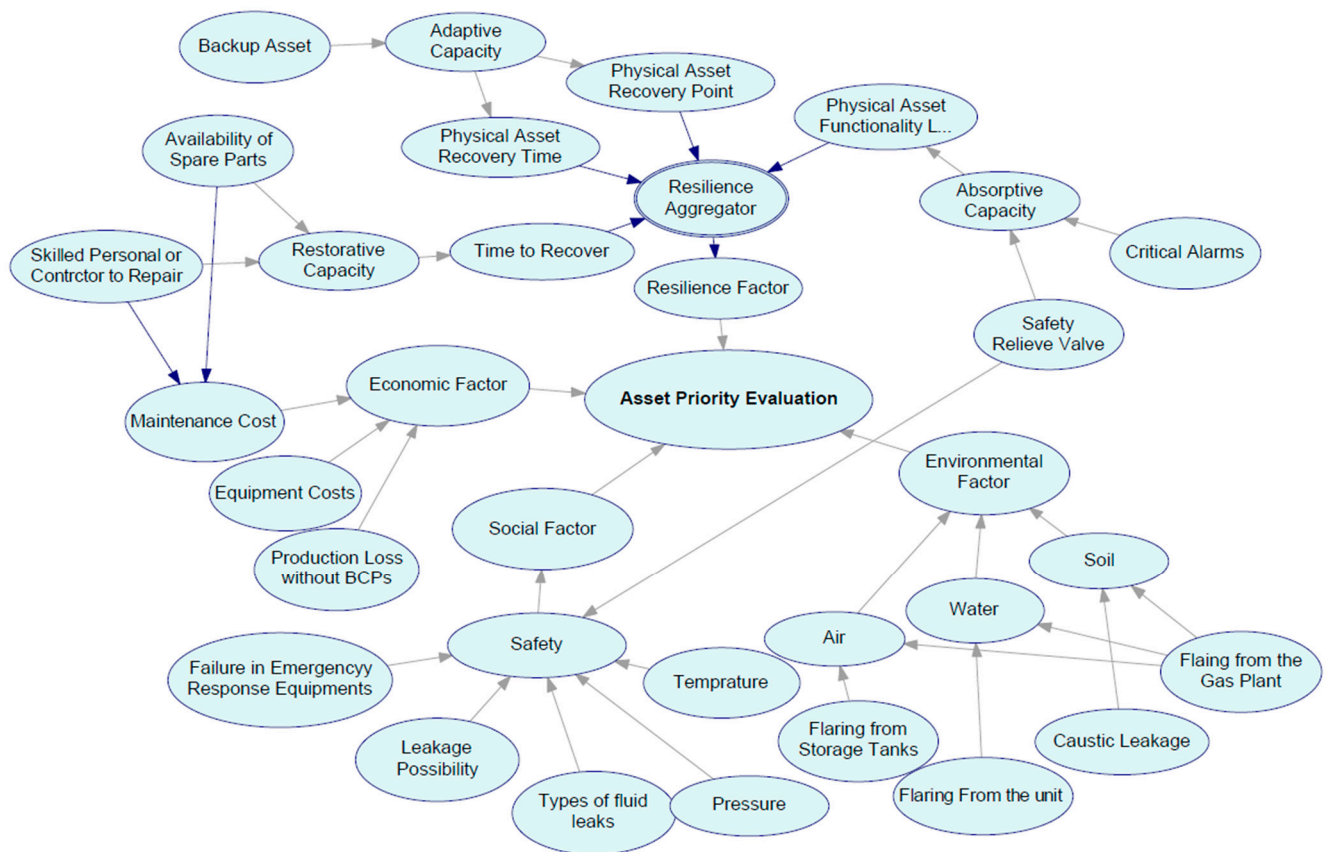 Backup Asset
Adaptive
Capacity
Physical Asset
Recovery Point
Physical Asset
Functionality L...
Availability of
Spare Parts
Physical Asset
Recovery Time
Resilience
Aggregator
Absorptive
Capacity
Skilled Personal or
Contrctor to Repair
Restorative
Capacity
Time to Recover
Critical Alarms
Resilience Factor
Safety
Relieve Valve
Economic Factor
Asset Priority Evaluation
Maintenance Cost
Environmental
Factor
Equipment Costs
Social Factor
Production Loss
without BCPs
Soil
Water
Air
Safety
Failure in Emergencyy
Response Equipments
Temprature
Flaing from the
Gas Plant
Flaring from
Storage Tanks
Caustic Leakage
Leakage
Possibility
Types of fluid
leaks
Pressure
Flaring From the unit